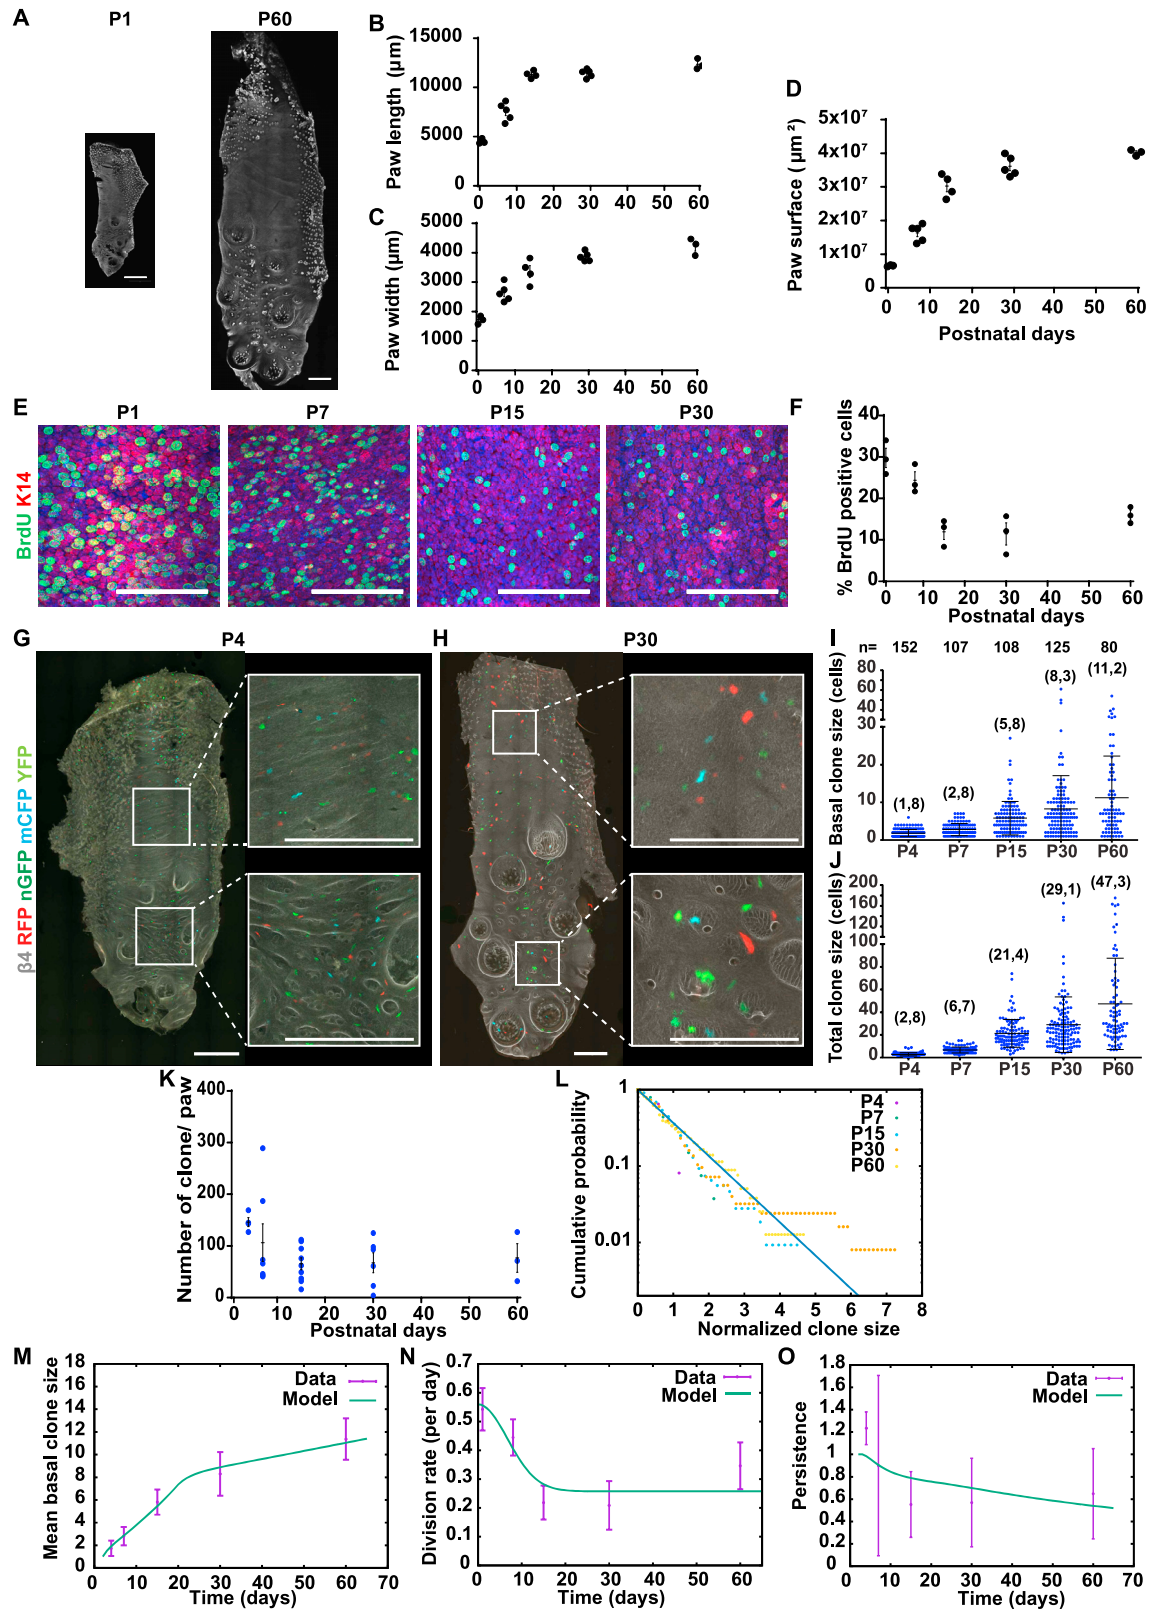 A
P1
P60
B
Paw length (µm)
15000
10000
5000
0
0 10 20 30 40 50 60
C
Paw width (µm)
5000
4000
3000
2000
1000
0
0 10 20 30 40 50 60
D
Paw surface (µm²)
5x10⁷
4x10⁷
3x10⁷
2x10⁷
1x10⁷
0
0 10 20 30 40 50 60
Postnatal days
E
P1 P7 P15 P30
BrdU K14
F
% BrdU positive cells
40
30
20
10
0
0 10 20 30 40 50 60
Postnatal days
G
P4
H
P30
β4 RFP nGFP mCFP YFP
I
n= 152 107 108 125 80
Basal clone size (cells)
80
70
60
50
40
30
30
20
10
0
(1,8) (2,8) (5,8) (8,3) (11,2)
P4 P7 P15 P30 P60
J
Total clone size (cells)
200
180
160
140
120
100
100
80
60
40
20
0
(2,8) (6,7) (21,4) (29,1) (47,3)
P4 P7 P15 P30 P60
K
Number of clone/ paw
400
300
200
100
0
0 10 20 30 40 50 60
Postnatal days
L
Cumulative probability
1
0.1
0.01
P4
P7
P15
P30
P60
0 1 2 3 4 5 6 7 8
Normalized clone size
M
Mean basal clone size
18
16
14
12
10
8
6
4
2
0
Data
Model
0 10 20 30 40 50 60 70
Time (days)
N
Division rate (per day)
0.7
0.6
0.5
0.4
0.3
0.2
0.1
0
Data
Model
0 10 20 30 40 50 60
Time (days)
O
Persistence
1.8
1.6
1.4
1.2
1
0.8
0.6
0.4
0.2
0
Data
Model
0 10 20 30 40 50 60 70
Time (days)